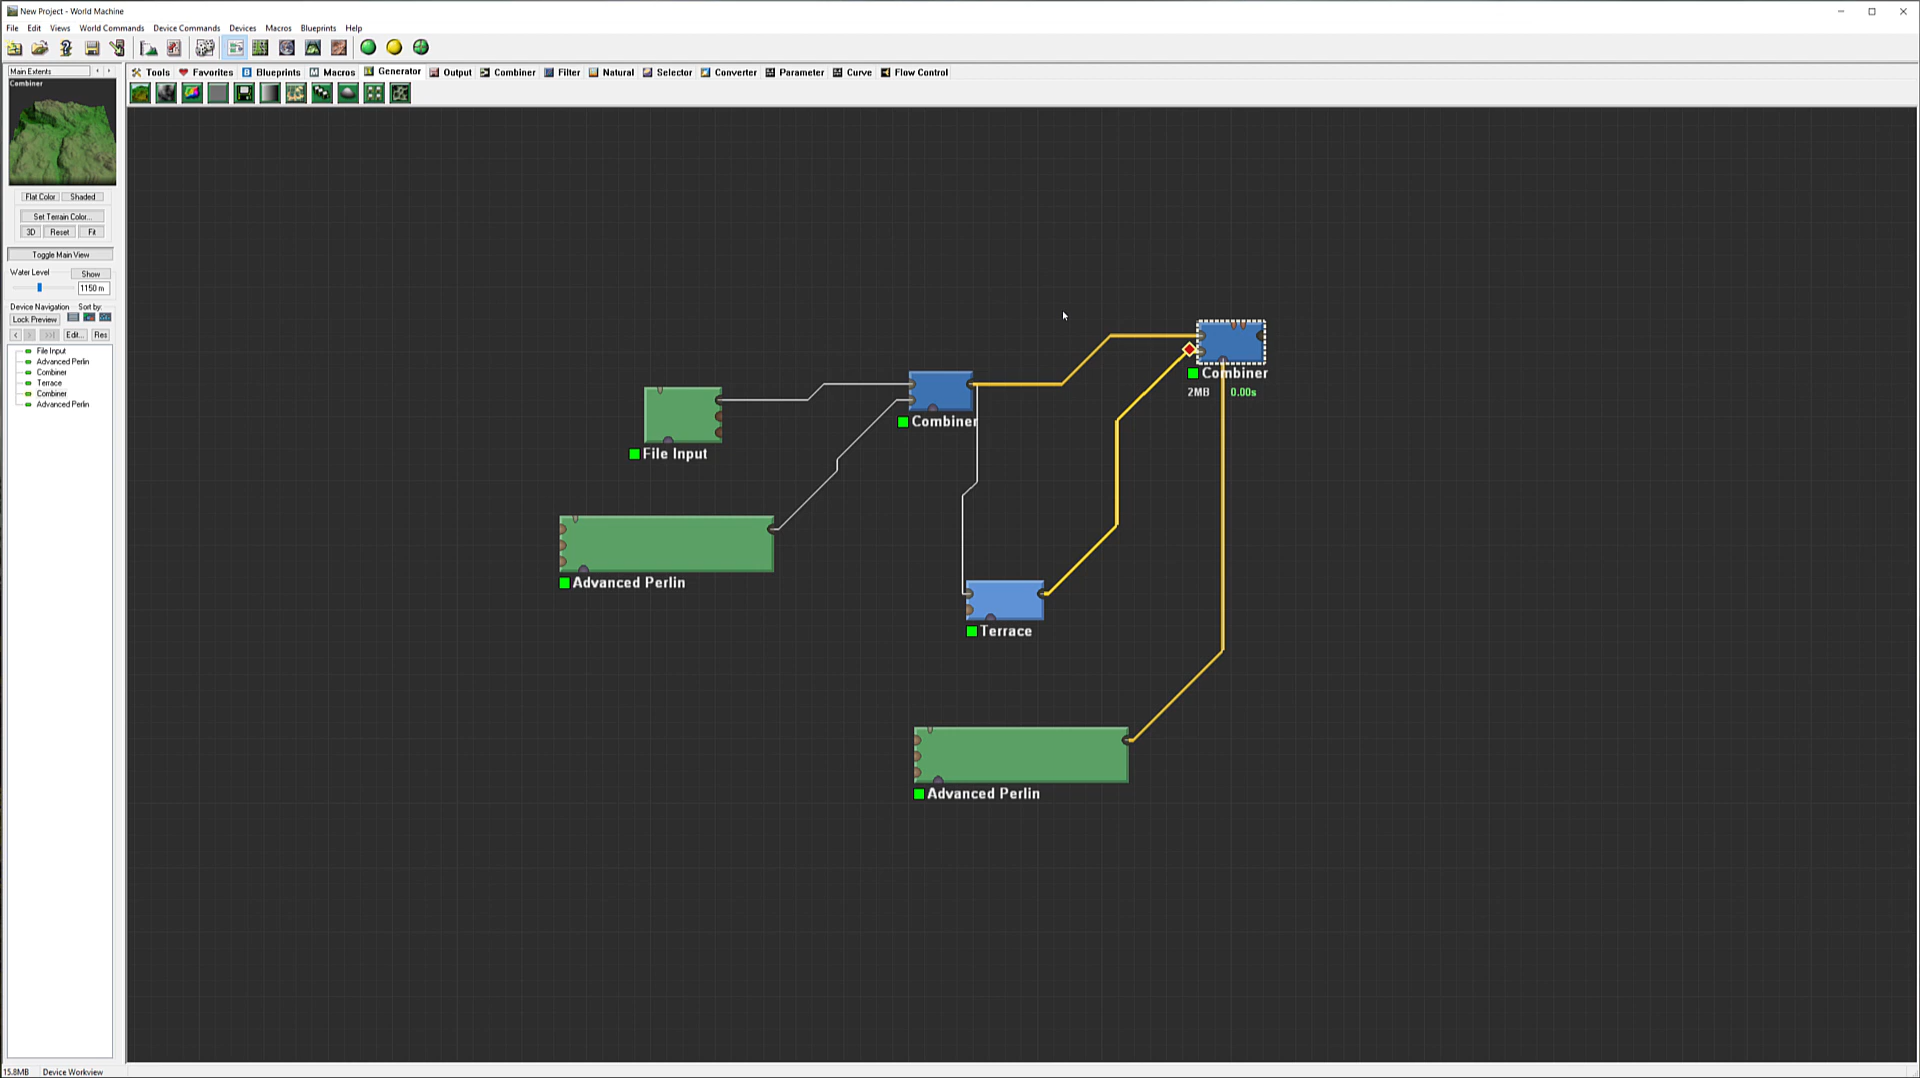 New Project - World Machine
File Edit Views World Commands Device Commands Devices Macros Blueprints Help
Main Extents
Tools Favorites Blueprints Macros Generator Output Combiner Filter Natural Selector Converter Parameter Curve Flow Control
Combiner
Flat Color Shaded
Set Terrain Color...
3D Reset Fit
Toggle Main View
Water Level Show
1150 m
Device Navigation Sort by:
Lock Preview
< > >>| Edit... Res
File Input
Advanced Perlin
Combiner
Terrace
Combiner
Advanced Perlin
Combiner
2MB 0.00s
Combiner
File Input
Advanced Perlin
Terrace
Advanced Perlin
15.8MB Device Workview